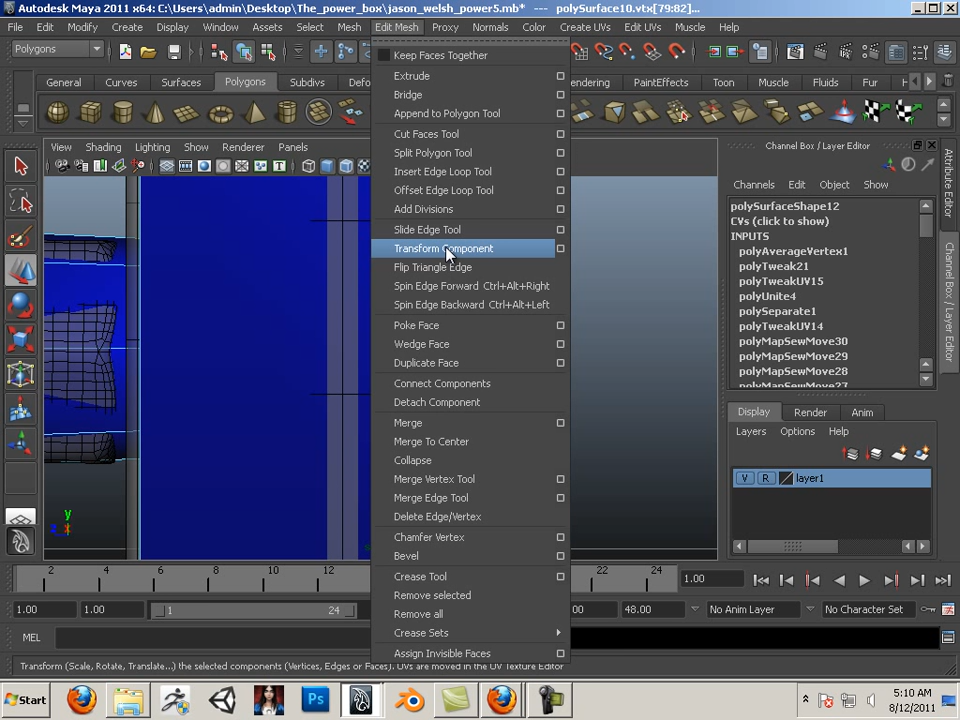 Autodesk Maya 2011 x64: C:\Users\admin\Desktop\The_power_box\jason_welsh_power5.mb* --- polySurface10.vtx[79:82]...
File Edit Modify Create Display Window Assets Select Mesh Edit Mesh Proxy Normals Color Create UVs Edit UVs Muscle Help
Polygons
General Curves Surfaces Polygons Subdivs Defo
endering PaintEffects Toon Muscle Fluids Fur H
View Shading Lighting Show Renderer Panels
Keep Faces Together
Extrude
Bridge
Append to Polygon Tool
Cut Faces Tool
Split Polygon Tool
Insert Edge Loop Tool
Offset Edge Loop Tool
Add Divisions
Slide Edge Tool
Transform Component
Flip Triangle Edge
Spin Edge Forward Ctrl+Alt+Right
Spin Edge Backward Ctrl+Alt+Left
Poke Face
Wedge Face
Duplicate Face
Connect Components
Detach Component
Merge
Merge To Center
Collapse
Merge Vertex Tool
Merge Edge Tool
Delete Edge/Vertex
Chamfer Vertex
Bevel
Crease Tool
Remove selected
Remove all
Crease Sets
Assign Invisible Faces
Channel Box / Layer Editor
Channels Edit Object Show
polySurfaceShape12
CVs (click to show)
INPUTS
polyAverageVertex1
polyTweak21
polyTweakUV15
polyUnite4
polySeparate1
polyTweakUV14
polyMapSewMove30
polyMapSewMove29
polyMapSewMove28
polyMapSewMove27
Attribute Editor
Channel Box / Layer Editor
Display Render Anim
Layers Options Help
V R layer1
y
2 4 6 8 10 12 22 24
1.00
1.00 1.00 1 24 00 48.00 No Anim Layer No Character Set
MEL
Transform (Scale, Rotate, Translate...) the selected components (Vertices, Edges or Faces). UVs are moved in the UV Texture Editor
Start
Ps
5:10 AM
8/12/2011